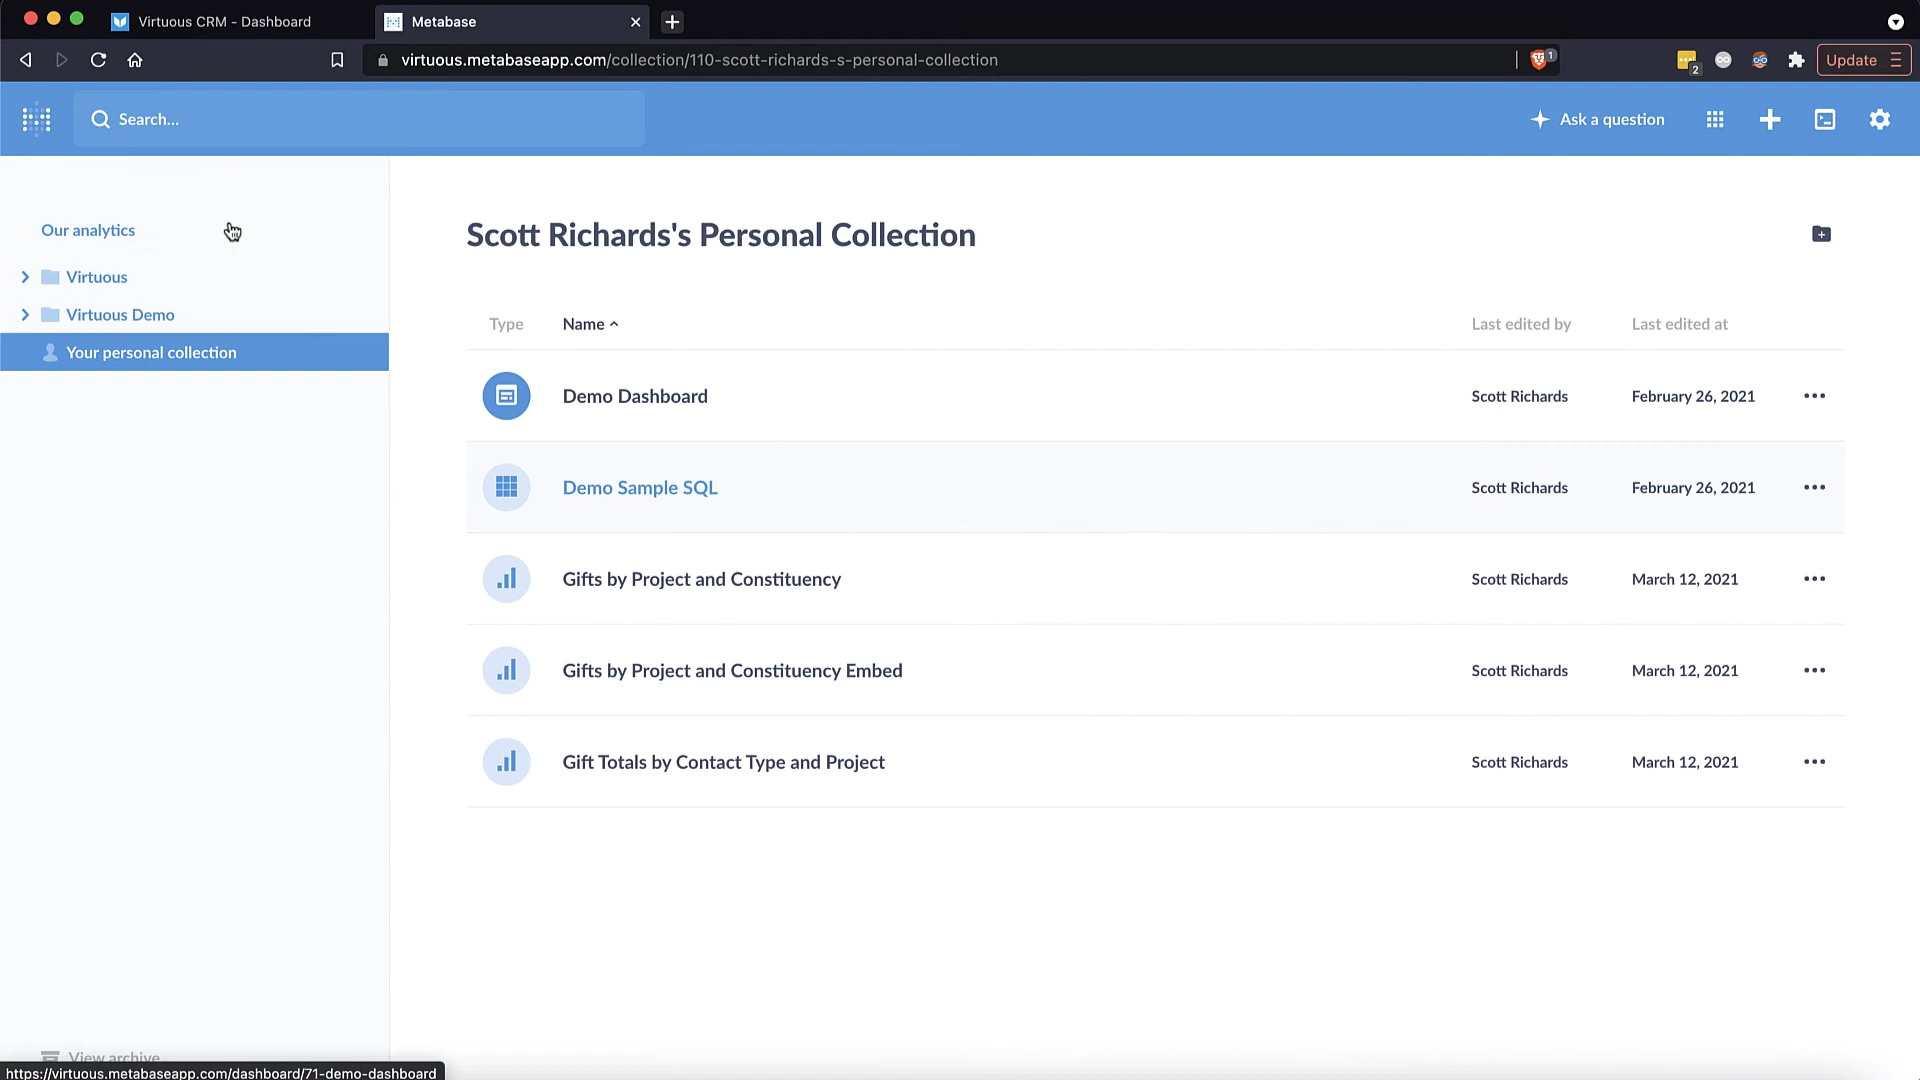 Virtuous CRM - Dashboard
Metabase
virtuous.metabaseapp.com/collection/110-scott-richards-s-personal-collection
1
2
Update
Search...
Ask a question
Our analytics
Virtuous
Virtuous Demo
Your personal collection
Scott Richards's Personal Collection
Type Name Last edited by Last edited at
Demo Dashboard Scott Richards February 26, 2021
Demo Sample SQL Scott Richards February 26, 2021
Gifts by Project and Constituency Scott Richards March 12, 2021
Gifts by Project and Constituency Embed Scott Richards March 12, 2021
Gift Totals by Contact Type and Project Scott Richards March 12, 2021
View archive
https://virtuous.metabaseapp.com/dashboard/71-demo-dashboard